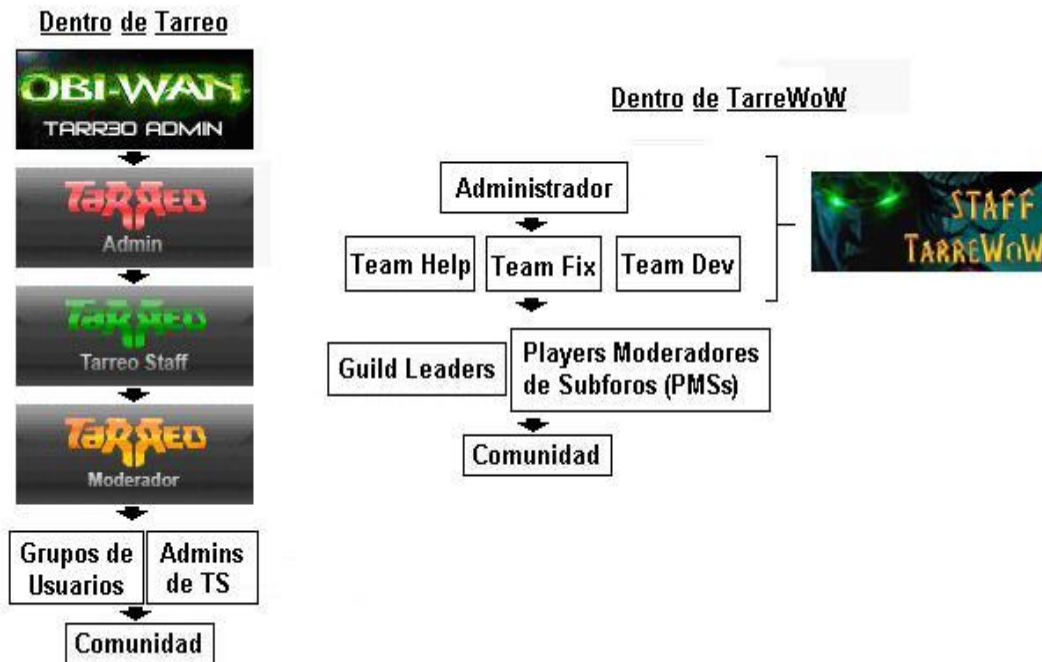 Dentro de Tarreo
OBI-WAN
TARR3O ADMIN
TaRReo
Admin
TaRReo
Tarreo Staff
TaRReo
Moderador
Grupos de
Usuarios
Admins
de TS
Comunidad
Dentro de TarreWoW
Administrador
Team Help
Team Fix
Team Dev
Guild Leaders
Players Moderadores
de Subforos (PMSs)
Comunidad
STAFF
TARREWOW